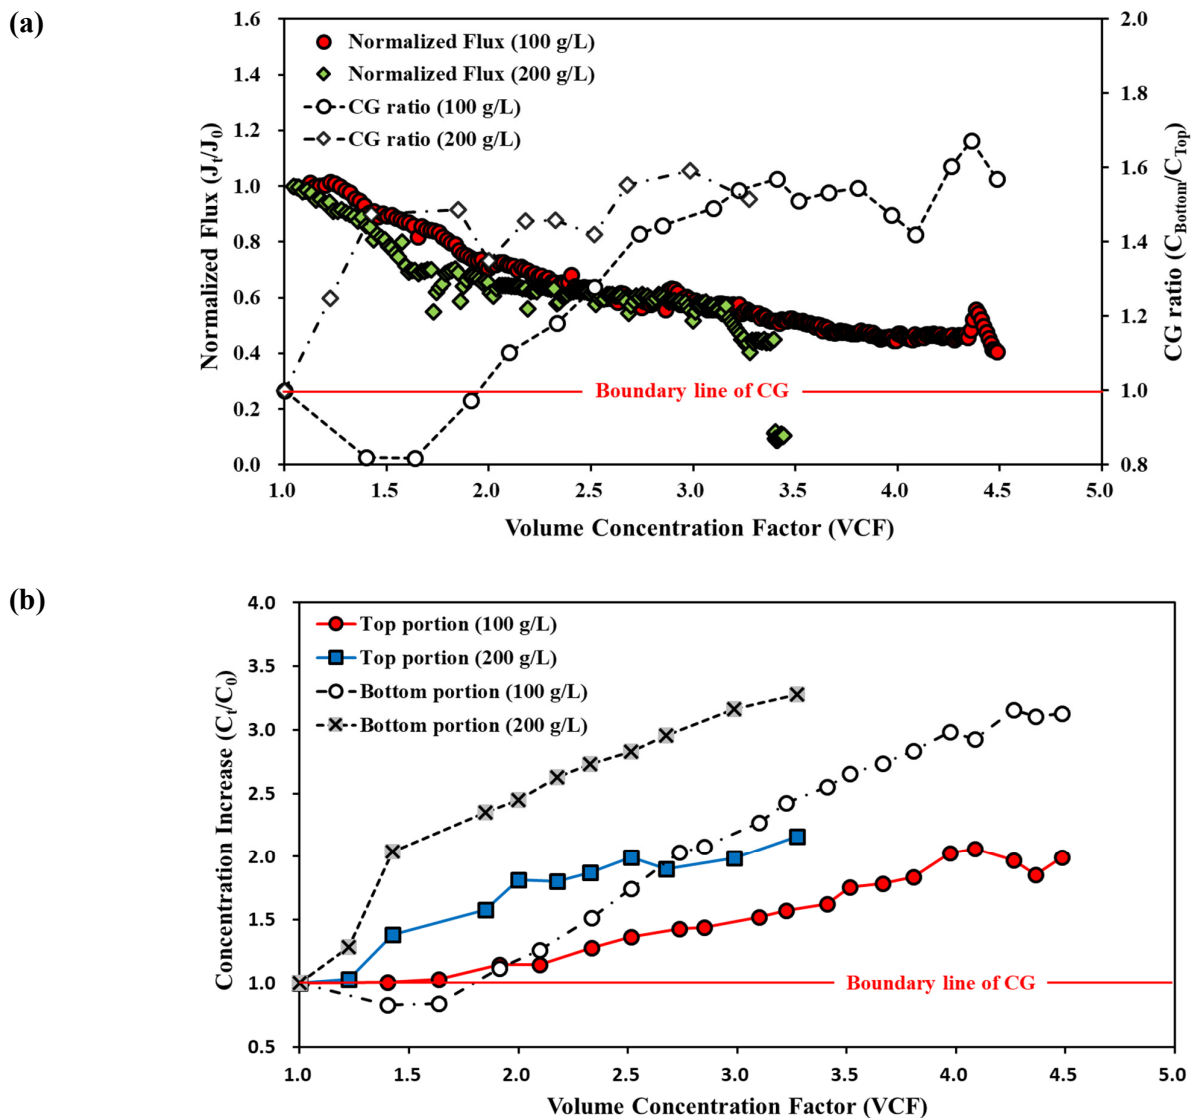 (a)
1.6
1.4
1.2
1.0
0.8
0.6
0.4
0.2
0.0
Normalized Flux (Jt/J0)
Normalized Flux (100 g/L)
Normalized Flux (200 g/L)
CG ratio (100 g/L)
CG ratio (200 g/L)
Boundary line of CG
2.0
1.8
1.6
1.4
1.2
1.0
0.8
CG ratio (CBottom/CTop)
1.0 1.5 2.0 2.5 3.0 3.5 4.0 4.5 5.0
Volume Concentration Factor (VCF)
(b)
4.0
3.5
3.0
2.5
2.0
1.5
1.0
0.5
Concentration Increase (Ct/C0)
Top portion (100 g/L)
Top portion (200 g/L)
Bottom portion (100 g/L)
Bottom portion (200 g/L)
Boundary line of CG
1.0 1.5 2.0 2.5 3.0 3.5 4.0 4.5 5.0
Volume Concentration Factor (VCF)